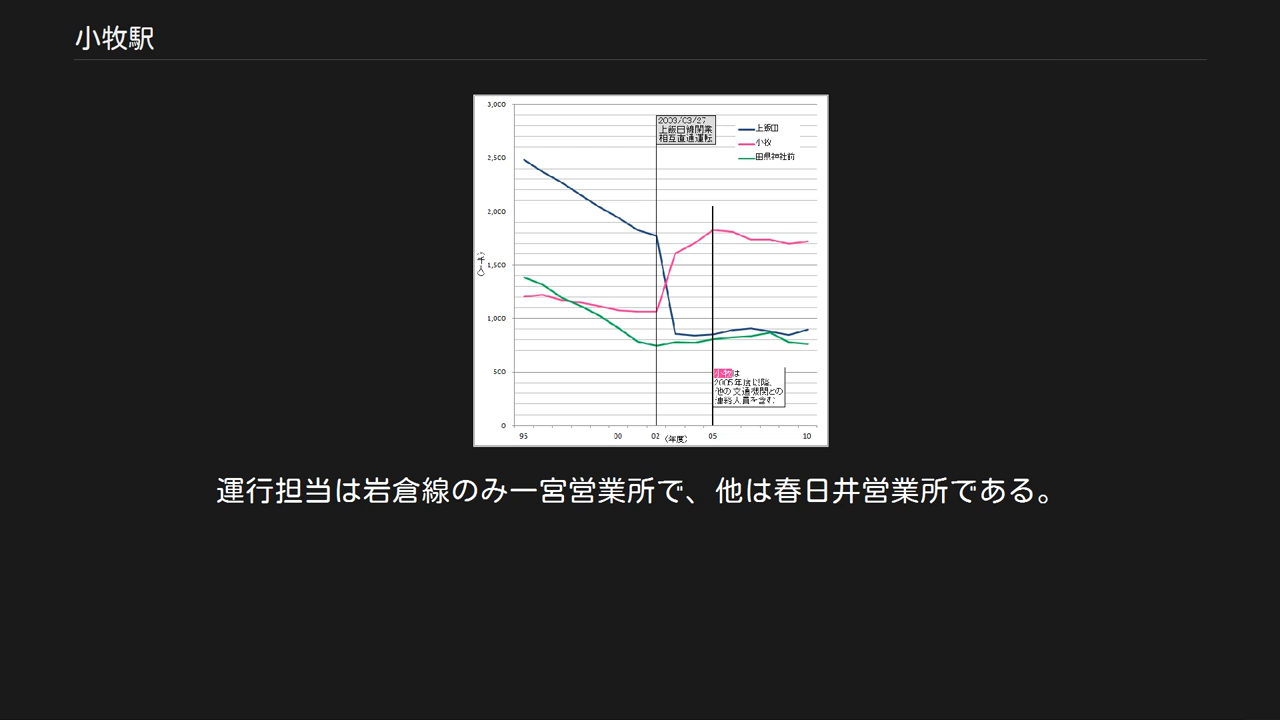 小牧駅
3,000
2003/03/27
上飯田線開業
相互直通運転
上飯田
小牧
田県神社前
2,500
2,000
1,500
1,000
500
0
小牧は
2005年度以降、
他の交通機関との
連絡人員を含む
95
00
02
（年度）
05
10
運行担当は岩倉線のみ一宮営業所で、他は春日井営業所である。